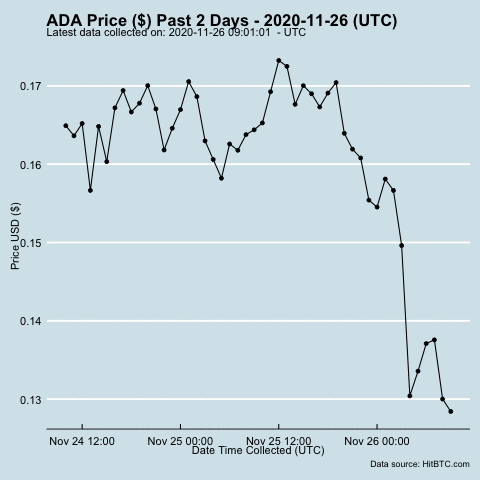 ADA Price ($) Past 2 Days - 2020-11-26 (UTC)
Latest data collected on: 2020-11-26 09:01:01 - UTC
0.17
0.16
0.15
0.14
0.13
Price USD ($)
Nov 24 12:00 Nov 25 00:00 Nov 25 12:00 Nov 26 00:00
Date Time Collected (UTC)
Data source: HitBTC.com